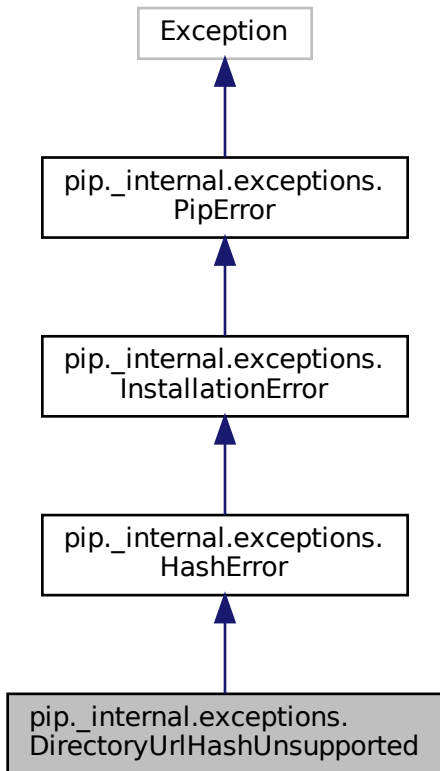 Exception
pip._internal.exceptions.
PipError
pip._internal.exceptions.
InstallationError
pip._internal.exceptions.
HashError
pip._internal.exceptions.
DirectoryUrlHashUnsupported